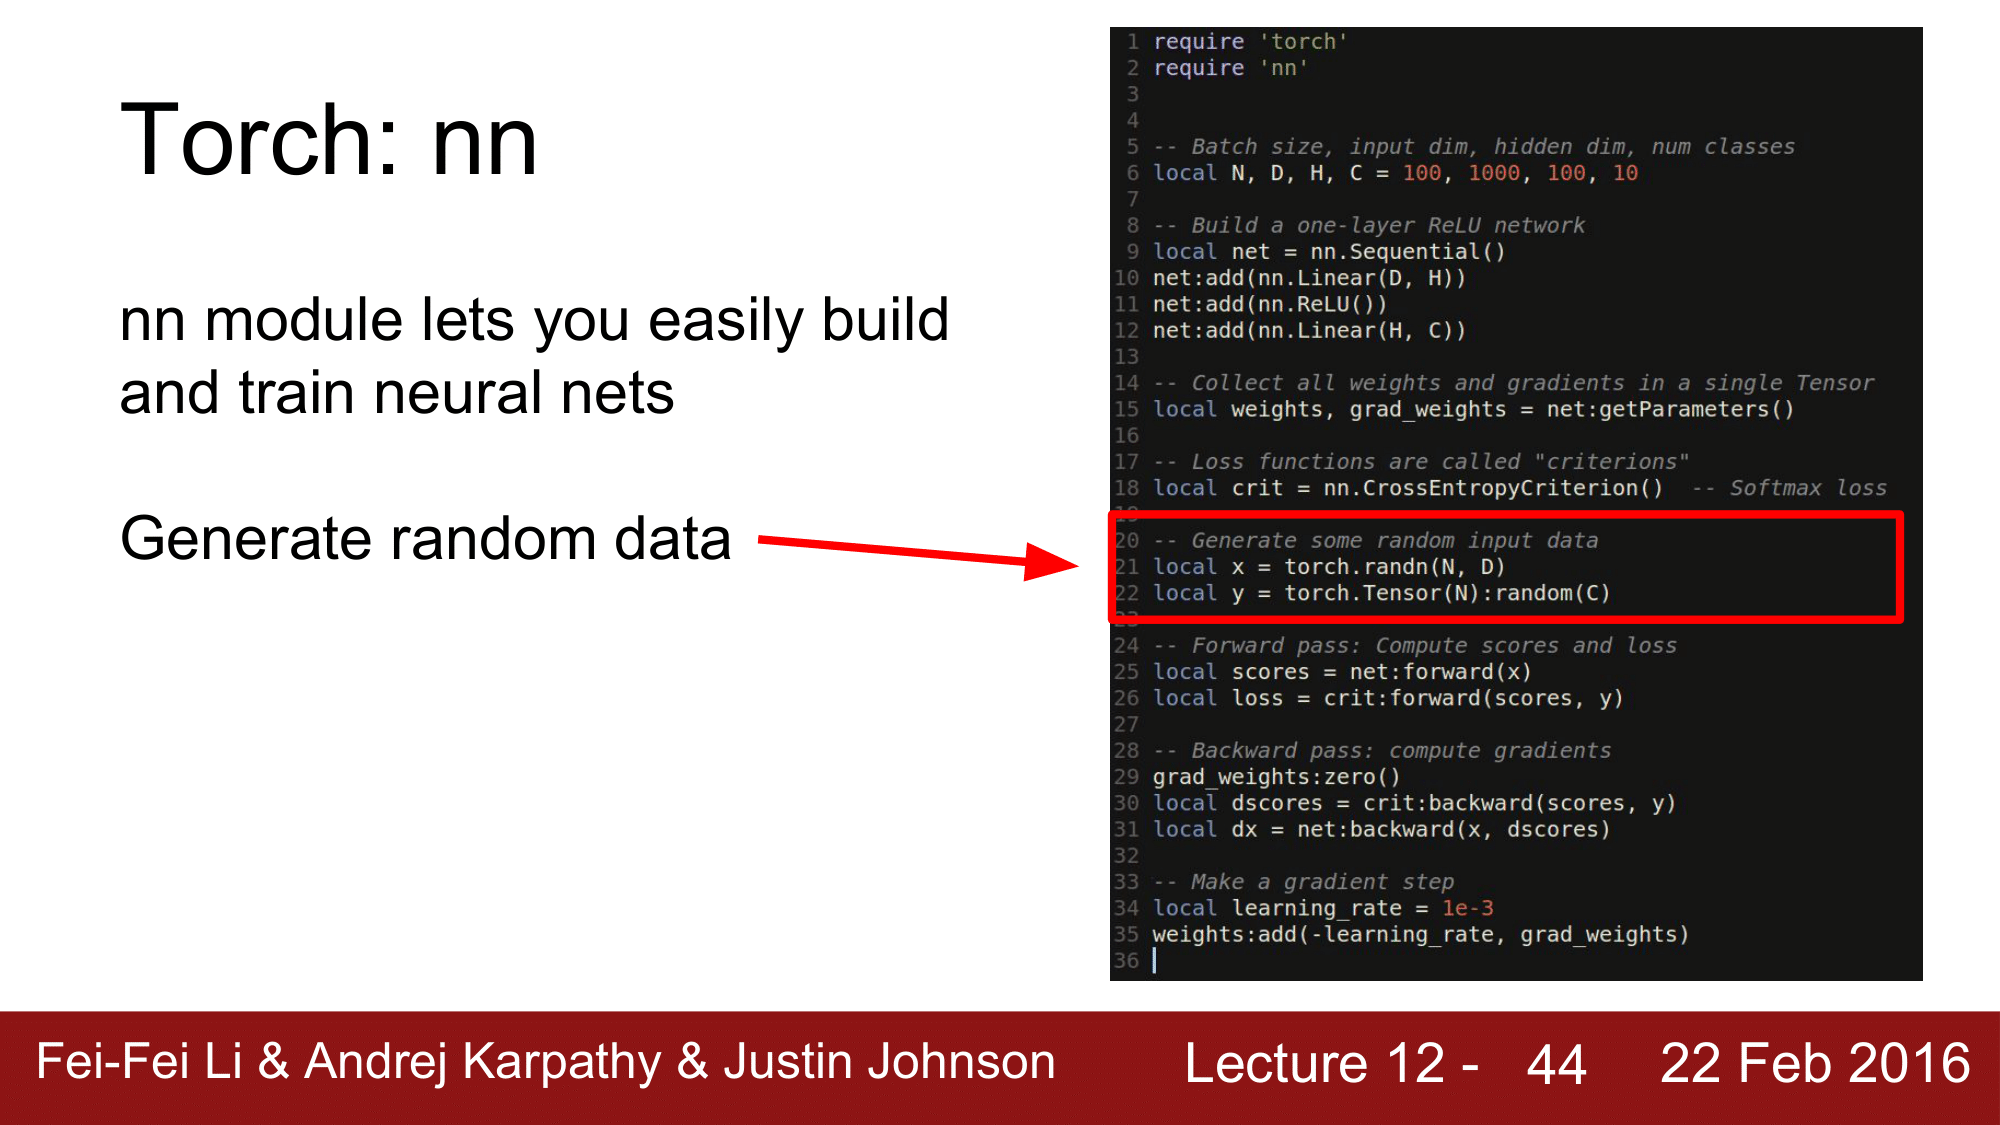 Torch: nn
nn module lets you easily build
and train neural nets
Generate random data
1 require 'torch'
2 require 'nn'
3
4
5 -- Batch size, input dim, hidden dim, num classes
6 local N, D, H, C = 100, 1000, 100, 10
7
8 -- Build a one-layer ReLU network
9 local net = nn.Sequential()
10 net:add(nn.Linear(D, H))
11 net:add(nn.ReLU())
12 net:add(nn.Linear(H, C))
13
14 -- Collect all weights and gradients in a single Tensor
15 local weights, grad_weights = net:getParameters()
16
17 -- Loss functions are called "criterions"
18 local crit = nn.CrossEntropyCriterion()  -- Softmax loss
19
20 -- Generate some random input data
21 local x = torch.randn(N, D)
22 local y = torch.Tensor(N):random(C)
23
24 -- Forward pass: Compute scores and loss
25 local scores = net:forward(x)
26 local loss = crit:forward(scores, y)
27
28 -- Backward pass: compute gradients
29 grad_weights:zero()
30 local dscores = crit:backward(scores, y)
31 local dx = net:backward(x, dscores)
32
33 -- Make a gradient step
34 local learning_rate = 1e-3
35 weights:add(-learning_rate, grad_weights)
36
Fei-Fei Li & Andrej Karpathy & Justin Johnson Lecture 12 - 44 22 Feb 2016